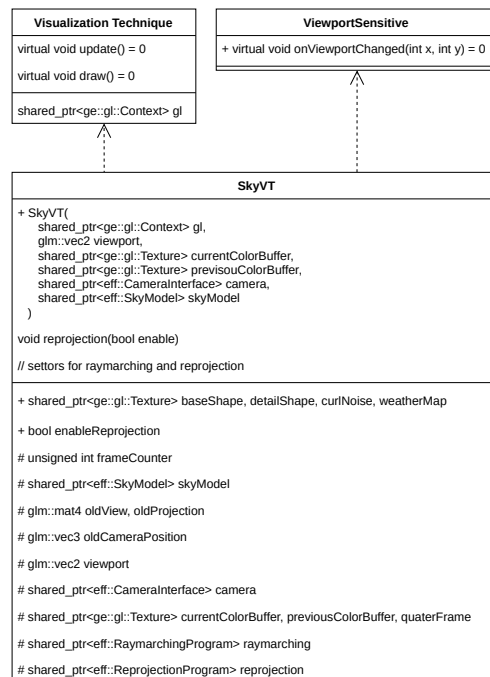 Visualization Technique
virtual void update() = 0
virtual void draw() = 0
shared_ptr<ge::gl::Context> gl
ViewportSensitive
+ virtual void onViewportChanged(int x, int y) = 0
SkyVT
+ SkyVT(
shared_ptr<ge::gl::Context> gl,
glm::vec2 viewport,
shared_ptr<ge::gl::Texture> currentColorBuffer,
shared_ptr<ge::gl::Texture> previsouColorBuffer,
shared_ptr<eff::CameraInterface> camera,
shared_ptr<eff::SkyModel> skyModel
)
void reprojection(bool enable)
// settors for raymarching and reprojection
+ shared_ptr<ge::gl::Texture> baseShape, detailShape, curlNoise, weatherMap
+ bool enableReprojection
# unsigned int frameCounter
# shared_ptr<eff::SkyModel> skyModel
# glm::mat4 oldView, oldProjection
# glm::vec3 oldCameraPosition
# glm::vec2 viewport
# shared_ptr<eff::CameraInterface> camera
# shared_ptr<ge::gl::Texture> currentColorBuffer, previousColorBuffer, quaterFrame
# shared_ptr<eff::RaymarchingProgram> raymarching
# shared_ptr<eff::ReprojectionProgram> reprojection